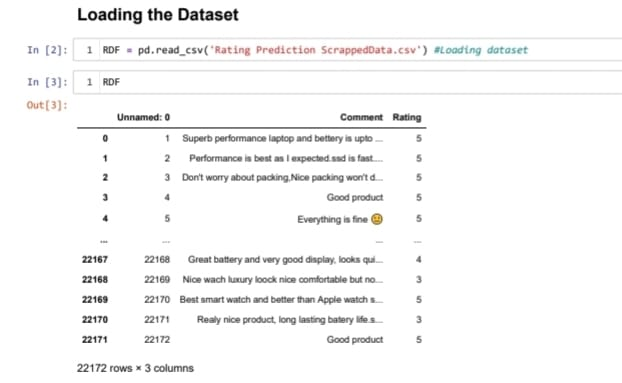 Loading the Dataset
In [2]: 1 RDF = pd.read_csv('Rating Prediction ScrappedData.csv') #Loading dataset
In [3]: 1 RDF
Out[3]:
Unnamed: 0 Comment Rating
0 1 Superb performance laptop and bettery is upto ... 5
1 2 Performance is best as I expected.ssd is fast.... 5
2 3 Don't worry about packing,Nice packing won't d... 5
3 4 Good product 5
4 5 Everything is fine 😕 5
... ... ... ...
22167 22168 Great battery and very good display, looks qui... 4
22168 22169 Nice wach luxury loock nice comfortable but no... 3
22169 22170 Best smart watch and better than Apple watch s... 5
22170 22171 Realy nice product, long lasting batery life.s... 3
22171 22172 Good product 5
22172 rows × 3 columns